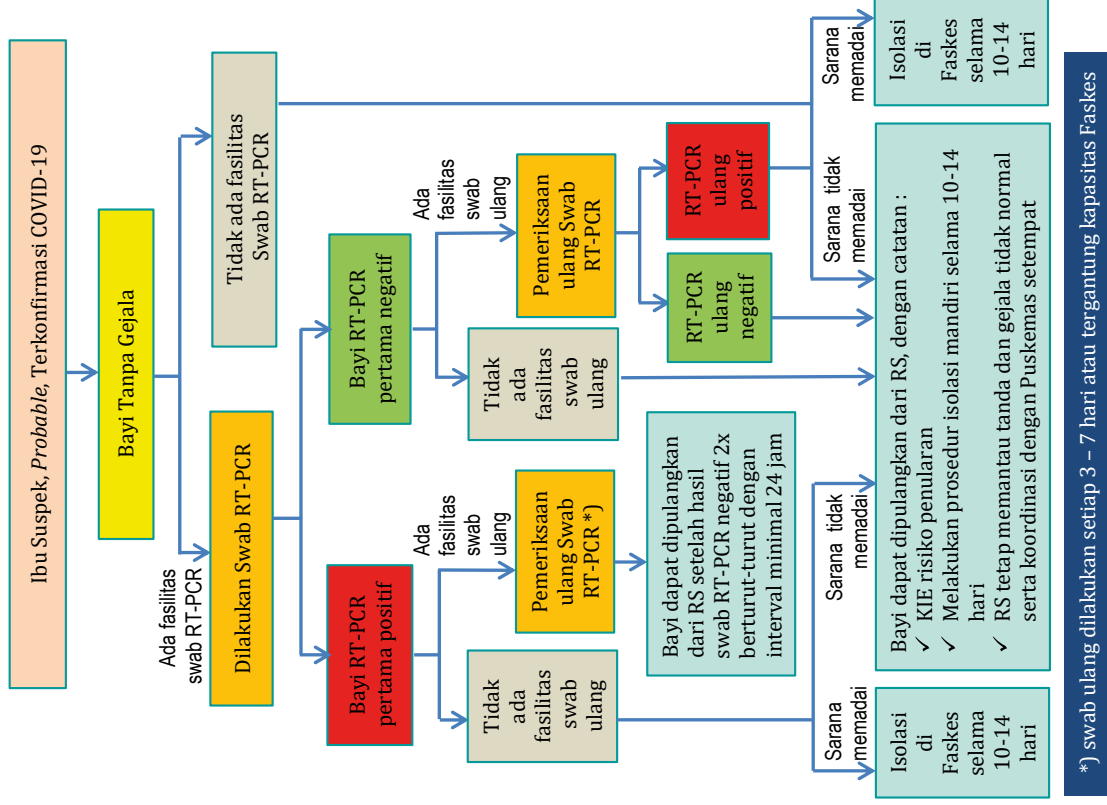 Ibu Suspek, Probable, Terkonfirmasi COVID-19
Bayi Tanpa Gejala
Ada fasilitas
swab RT-PCR
Dilakukan Swab RT-PCR
Tidak ada fasilitas
Swab RT-PCR
Bayi RT-PCR
pertama positif
Bayi RT-PCR
pertama negatif
Ada
fasilitas
swab
ulang
Ada
fasilitas
swab
ulang
Tidak
ada
fasilitas
swab
ulang
Pemeriksaan
ulang Swab
RT-PCR *)
Tidak
ada
fasilitas
swab
ulang
Pemeriksaan
ulang Swab
RT-PCR
Bayi dapat dipulangkan
dari RS setelah hasil
swab RT-PCR negatif 2x
berturut-turut dengan
interval minimal 24 jam
RT-PCR
ulang
negatif
RT-PCR
ulang
positif
Sarana
memadai
Sarana tidak
memadai
Sarana tidak
memadai
Sarana
memadai
Isolasi
di
Faskes
selama
10-14
hari
Bayi dapat dipulangkan dari RS, dengan catatan :
✓ KIE risiko penularan
✓ Melakukan prosedur isolasi mandiri selama 10-14
hari
✓ RS tetap memantau tanda dan gejala tidak normal
serta koordinasi dengan Puskemas setempat
Isolasi
di
Faskes
selama
10-14
hari
*) swab ulang dilakukan setiap 3 – 7 hari atau tergantung kapasitas Faskes